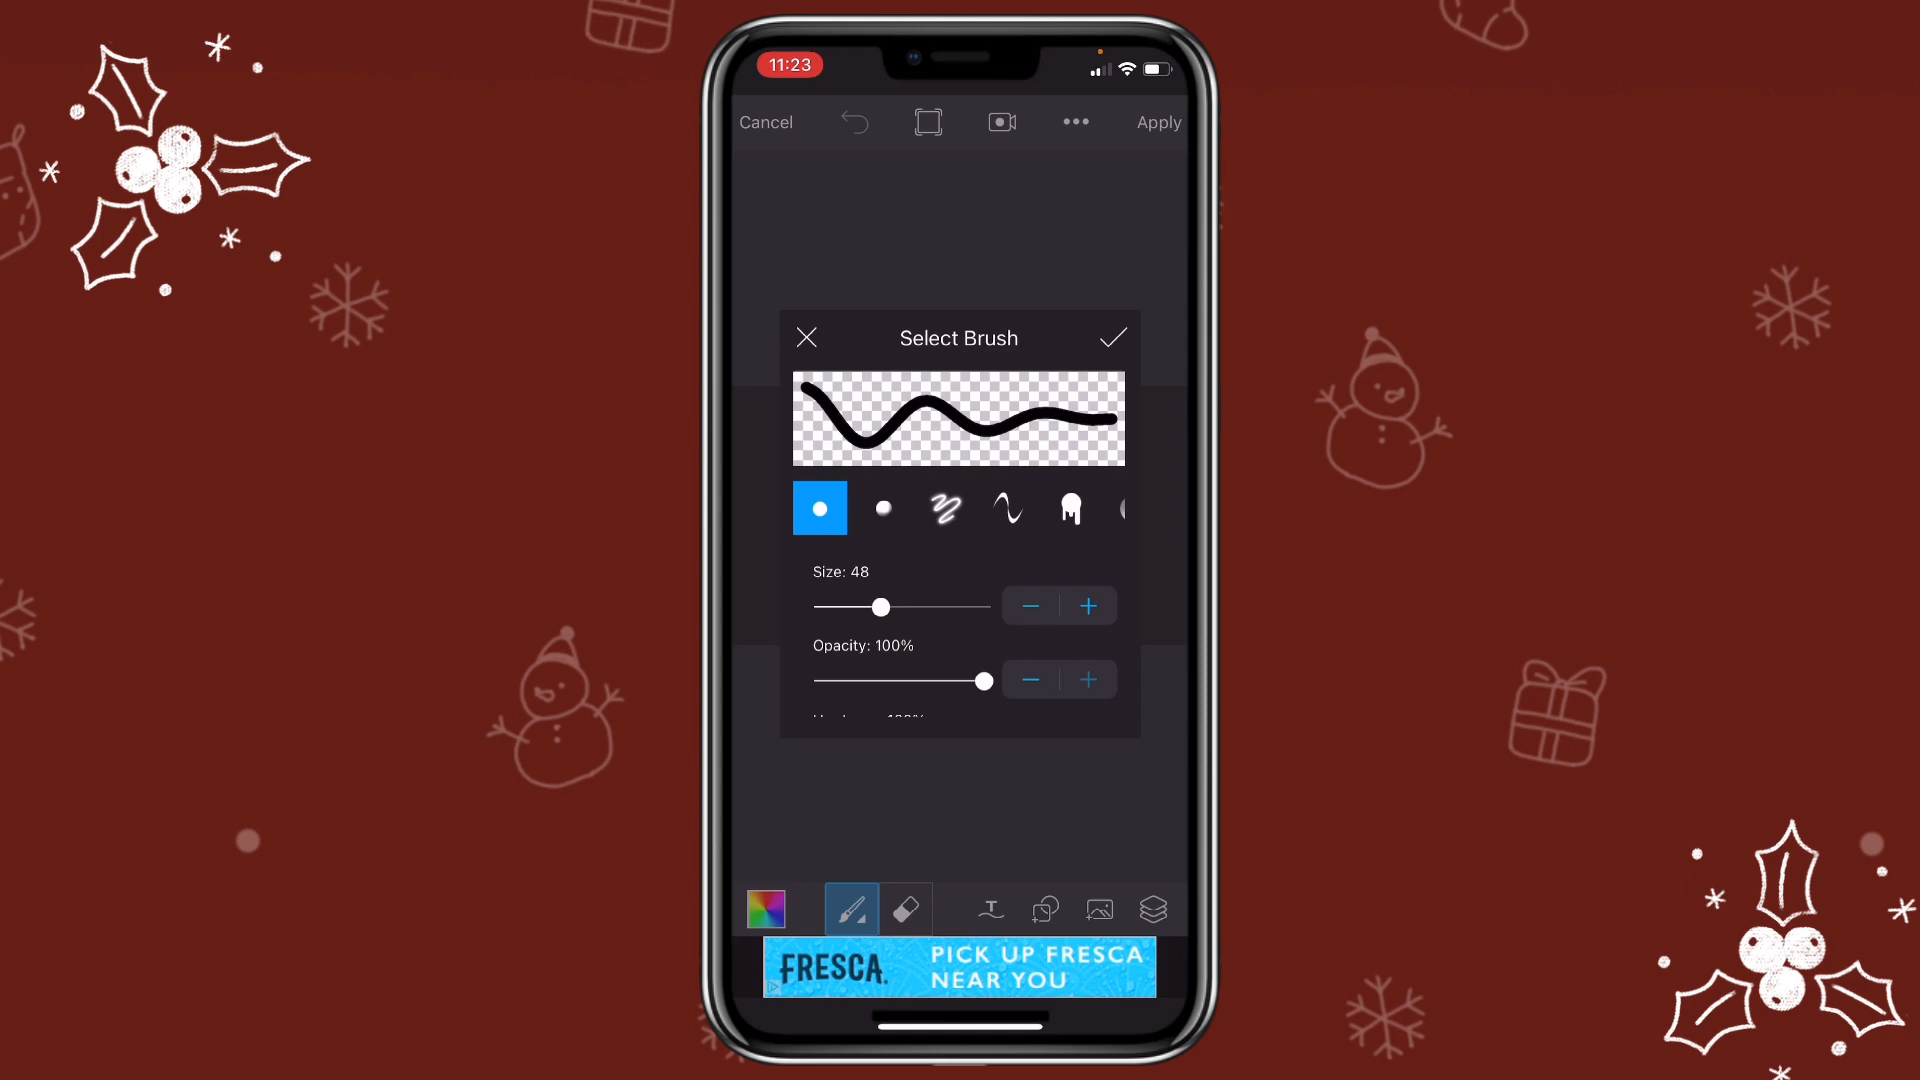 11:23
Cancel
Apply
Select Brush
Size: 48
Opacity: 100%
FRESCA.
PICK UP FRESCA
NEAR YOU